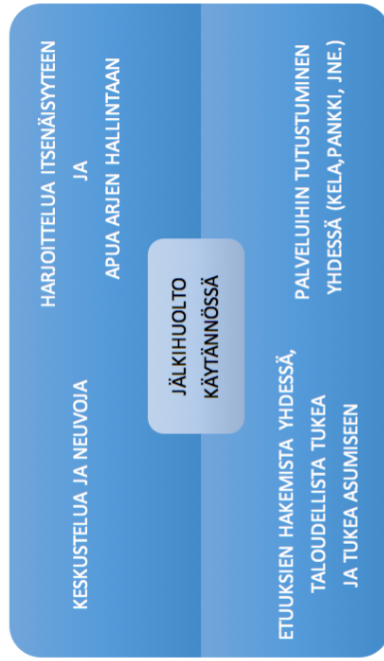 KESKUSTELUA JA NEUVOJA
HARJOITTELUA ITSENÄISYYTEEN
JA
APUA ARJEN HALLINTAAN
JÄLKIHUOLTO
KÄYTÄNNÖSSÄ
ETUUKSIEN HAKEMISTA YHDESSÄ,
TALOUDELLISTA TUKEA
JA TUKEA ASUMISEEN
PALVELUIHIN TUTUSTUMINEN
YHDESSÄ (KELA,PANKKI, JNE.)